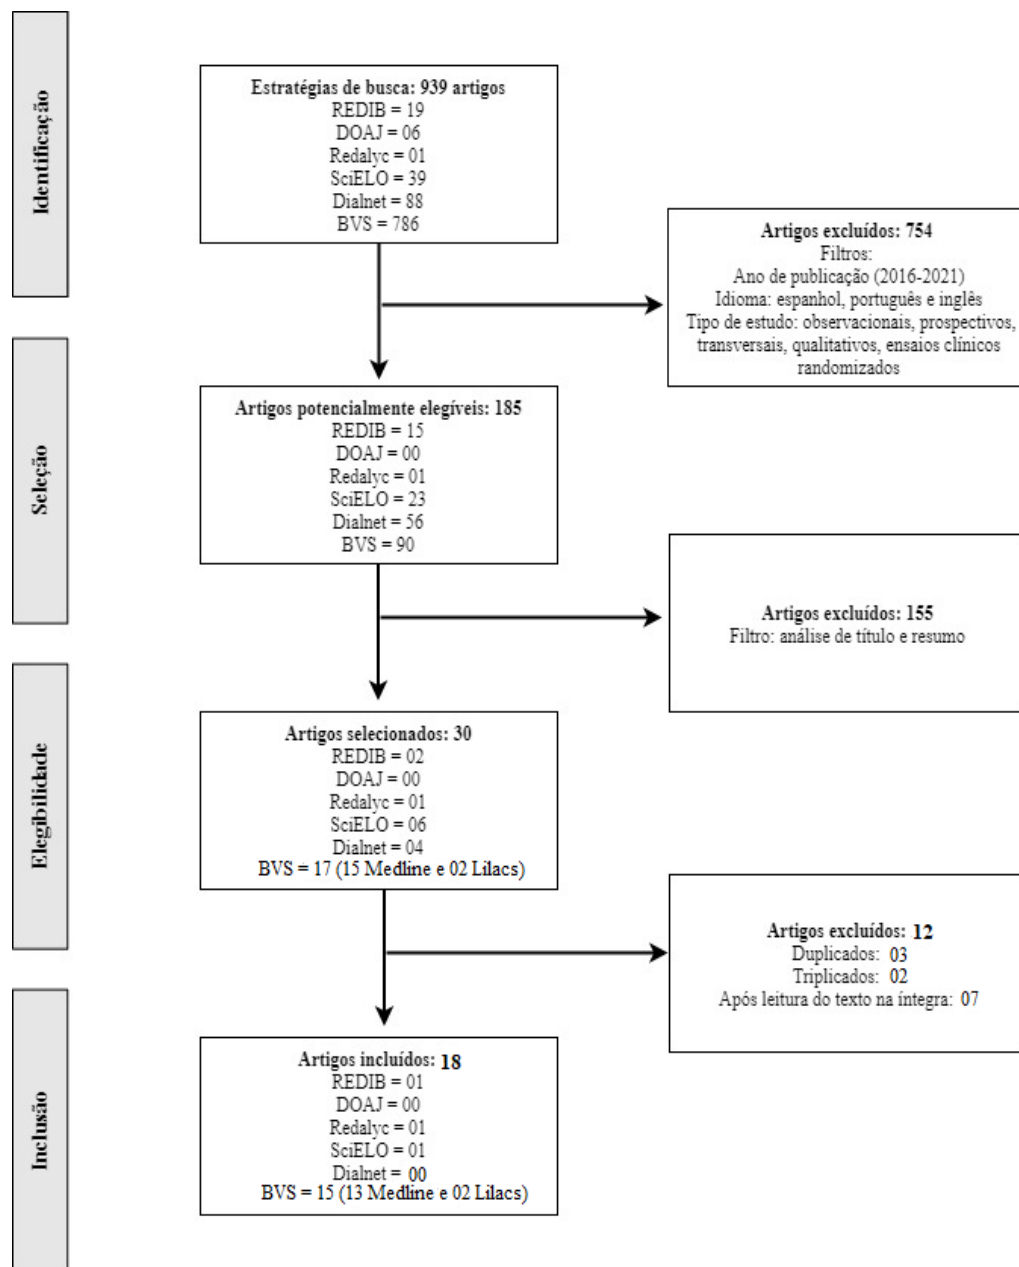 Identificação
Estratégias de busca: 939 artigos
REDIB = 19
DOAJ = 06
Redalyc = 01
SciELO = 39
Dialnet = 88
BVS = 786
Artigos excluídos: 754
Filtros:
Ano de publicação (2016-2021)
Idioma: espanhol, português e inglês
Tipo de estudo: observacionais, prospectivos,
transversais, qualitativos, ensaios clínicos
randomizados
Seleção
Artigos potencialmente elegíveis: 185
REDIB = 15
DOAJ = 00
Redalyc = 01
SciELO = 23
Dialnet = 56
BVS = 90
Artigos excluídos: 155
Filtro: análise de título e resumo
Elegibilidade
Artigos selecionados: 30
REDIB = 02
DOAJ = 00
Redalyc = 01
SciELO = 06
Dialnet = 04
BVS = 17 (15 Medline e 02 Lilacs)
Artigos excluídos: 12
Duplicados: 03
Triplicados: 02
Após leitura do texto na íntegra: 07
Inclusão
Artigos incluídos: 18
REDIB = 01
DOAJ = 00
Redalyc = 01
SciELO = 01
Dialnet = 00
BVS = 15 (13 Medline e 02 Lilacs)